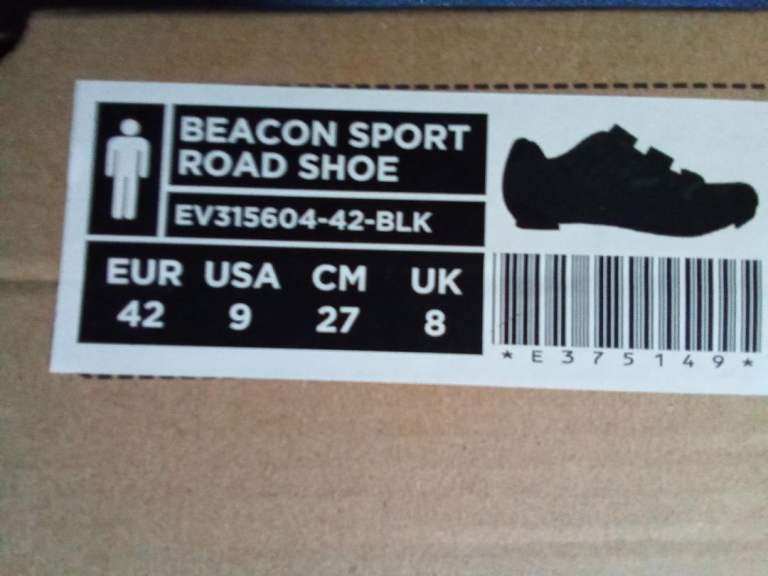 BEACON SPORT
ROAD SHOE
EV315604-42-BLK
EUR USA CM UK
42 9 27 8
*E375149*